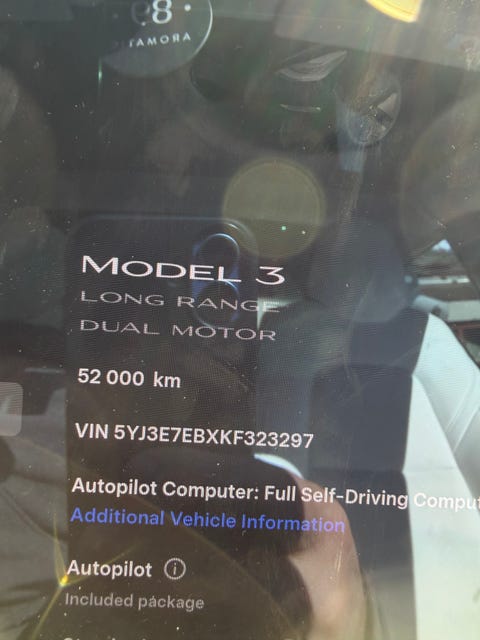 MODEL 3
LONG RANGE
DUAL MOTOR
52 000 km
VIN 5YJ3E7EBXKF323297
Autopilot Computer: Full Self-Driving Comput
Additional Vehicle Information
Autopilot
Included package